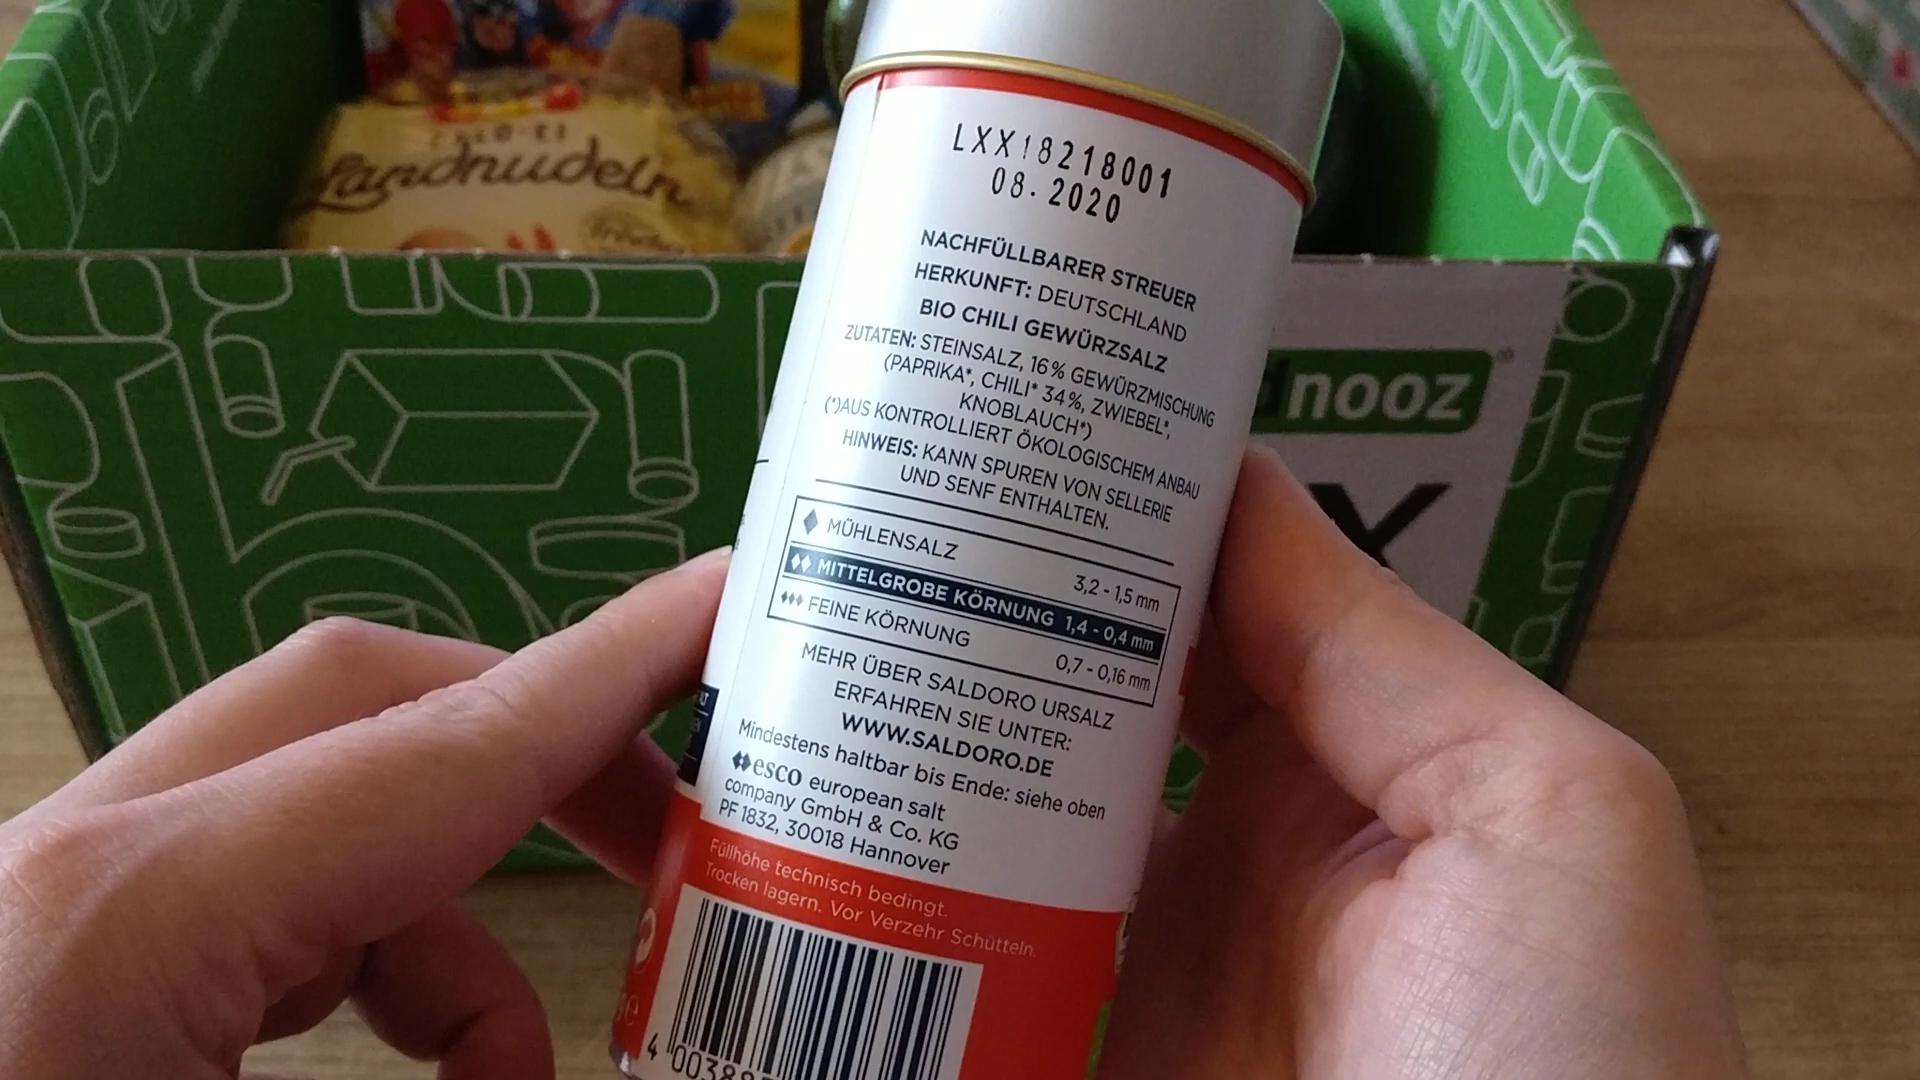 Landnudeln
nooz
®
X
LXX18218001
08.2020
NACHFÜLLBARER STREUER
HERKUNFT: DEUTSCHLAND
BIO CHILI GEWÜRZSALZ
ZUTATEN: STEINSALZ, 16% GEWÜRZMISCHUNG
(PAPRIKA*, CHILI* 34%, ZWIEBEL*,
KNOBLAUCH*)
(*)AUS KONTROLLIERT ÖKOLOGISCHEM ANBAU
HINWEIS: KANN SPUREN VON SELLERIE
UND SENF ENTHALTEN.
MÜHLENSALZ 3,2 - 1,5 mm
MITTELGROBE KÖRNUNG 1,4 - 0,4 mm
FEINE KÖRNUNG 0,7 - 0,16 mm
MEHR ÜBER SALDORO URSALZ
ERFAHREN SIE UNTER:
WWW.SALDORO.DE
Mindestens haltbar bis Ende: siehe oben
esco european salt
company GmbH & Co. KG
PF 1832, 30018 Hannover
Füllhöhe technisch bedingt.
Trocken lagern. Vor Verzehr Schütteln.